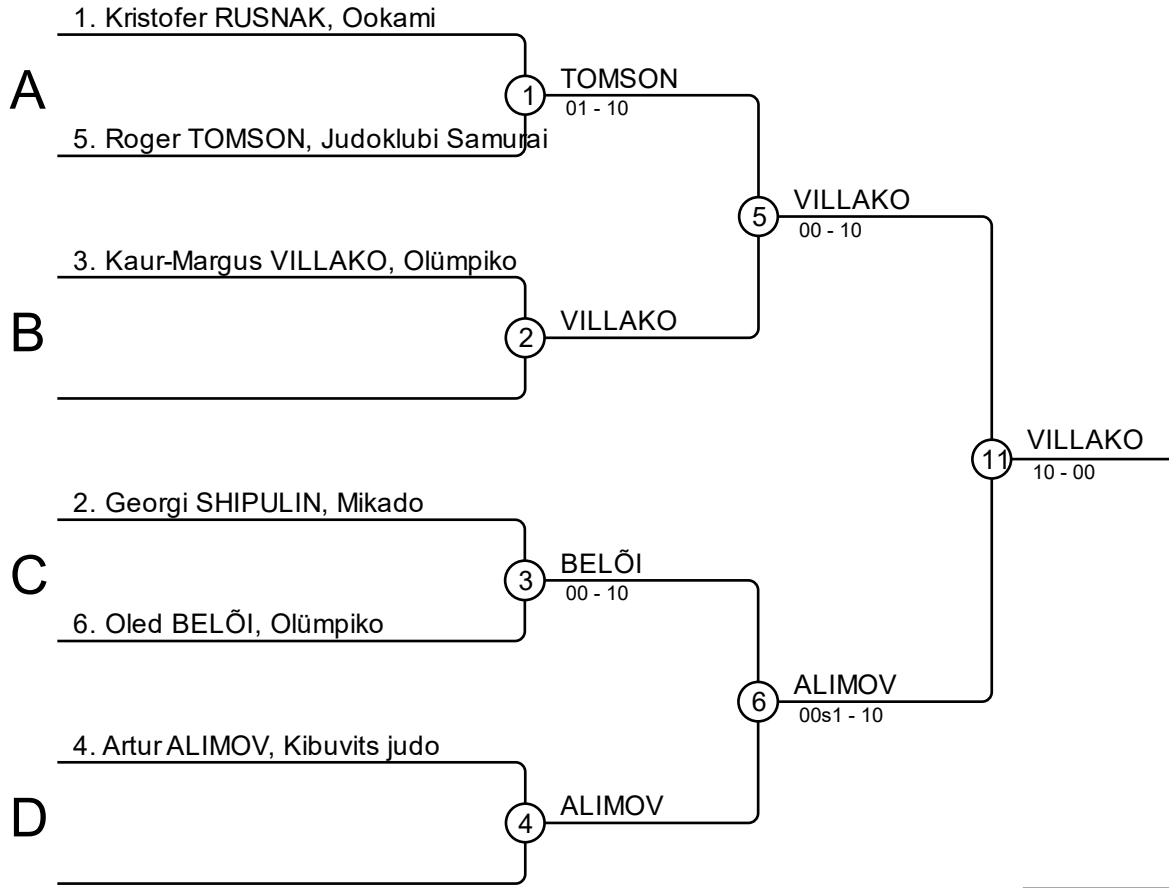 1. Kristofer RUSNAK, Ookami
A
1
TOMSON
01 - 10
5. Roger TOMSON, Judoklubi Samurai
5
VILLAKO
00 - 10
3. Kaur-Margus VILLAKO, Olümpiko
B
2
VILLAKO
11
VILLAKO
10 - 00
2. Georgi SHIPULIN, Mikado
C
3
BELÕI
00 - 10
6. Oled BELÕI, Olümpiko
6
ALIMOV
00s1 - 10
4. Artur ALIMOV, Kibuvits judo
D
4
ALIMOV